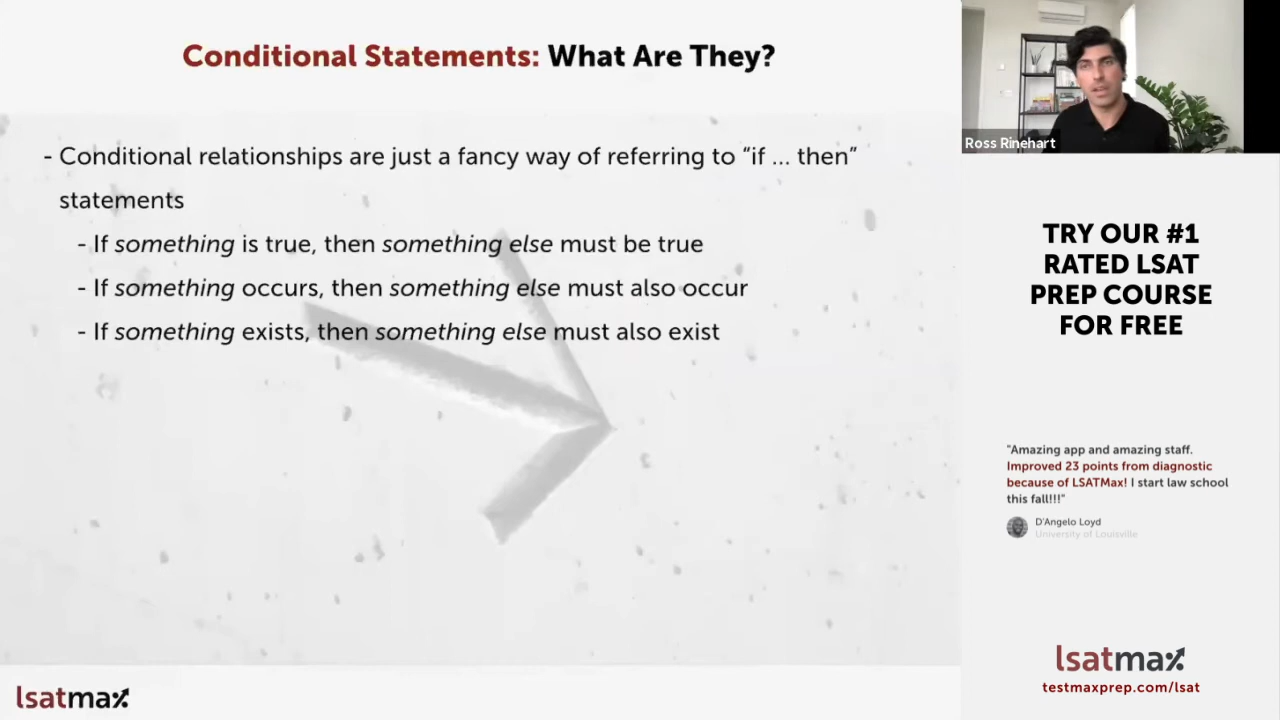 Conditional Statements: What Are They?
- Conditional relationships are just a fancy way of referring to “if ... then”
statements
- If something is true, then something else must be true
- If something occurs, then something else must also occur
- If something exists, then something else must also exist
lsatmax
Ross Rinehart
TRY OUR #1
RATED LSAT
PREP COURSE
FOR FREE
"Amazing app and amazing staff.
Improved 23 points from diagnostic
because of LSATMax! I start law school
this fall!!!"
D'Angelo Loyd
University of Louisville
lsatmax
testmaxprep.com/lsat